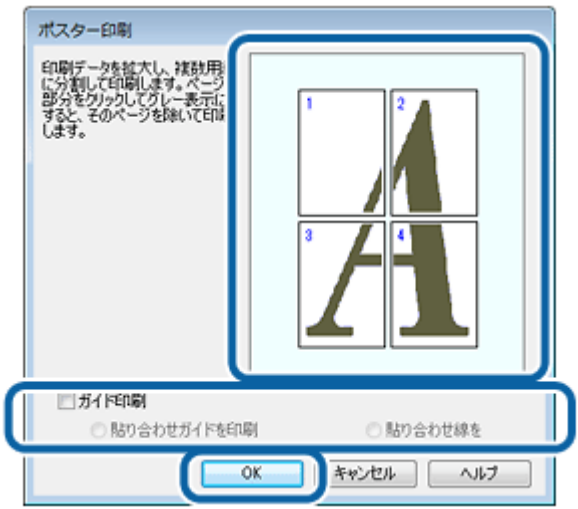 ポスター印刷
印刷データを拡大し、複数用
に分割して印刷します。ページ
部分をクリックしてグレー表示に
すると、そのページを除いて印
します。
1
2
3
4
A
ガイド印刷
貼り合わせガイドを印刷
貼り合わせ線を
OK
キャンセル
ヘルプ